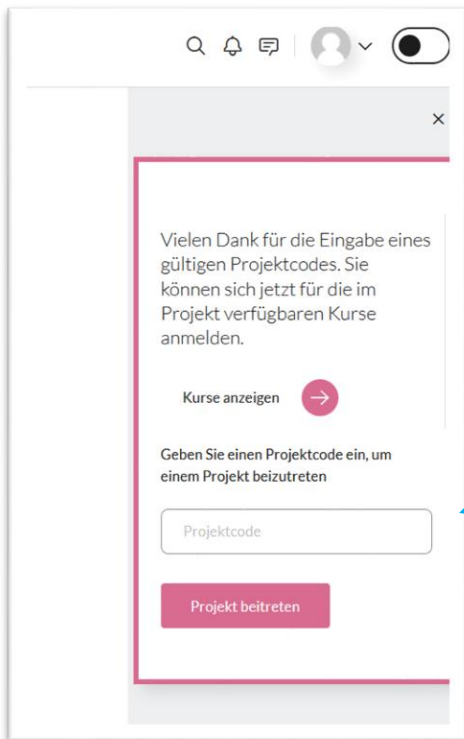 Vielen Dank für die Eingabe eines
gültigen Projektcodes. Sie
können sich jetzt für die im
Projekt verfügbaren Kurse
anmelden.
Kurse anzeigen
Geben Sie einen Projektcode ein, um
einem Projekt beizutreten
Projektcode
Projekt beitreten